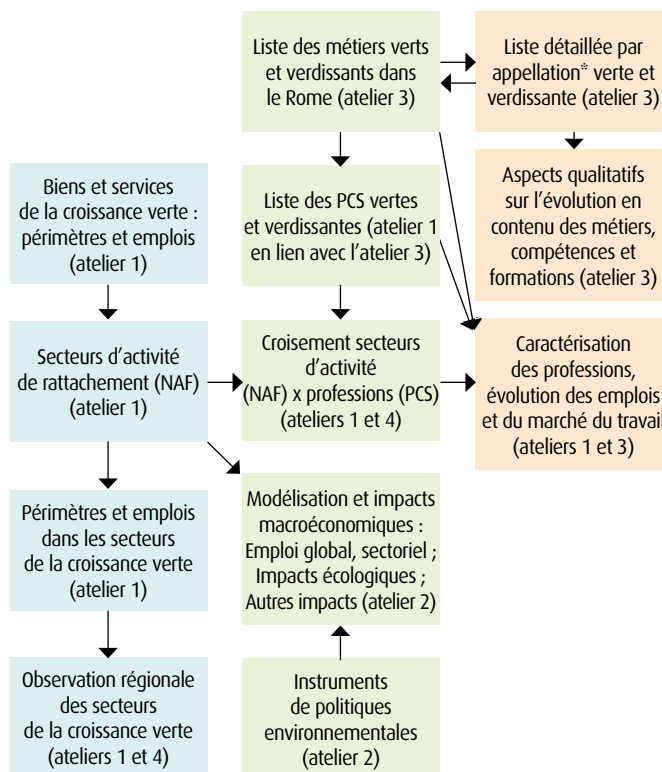 Liste des métiers verts
et verdissants dans
le Rome (atelier 3)
Liste détaillée par
appellation* verte et
verdissante (atelier 3)
Biens et services
de la croissance verte :
périmètres et emplois
(atelier 1)
Liste des PCS vertes
et verdissantes (atelier 1
en lien avec l'atelier 3)
Aspects qualitatifs
sur l'évolution en
contenu des métiers,
compétences et
formations (atelier 3)
Secteurs d'activité
de rattachement (NAF)
(atelier 1)
Croisement secteurs
d'activité
(NAF) x professions (PCS)
(ateliers 1 et 4)
Caractérisation
des professions,
évolution des emplois
et du marché du travail
(ateliers 1 et 3)
Périmètres et emplois
dans les secteurs
de la croissance verte
(atelier 1)
Modélisation et impacts
macroéconomiques :
Emploi global, sectoriel ;
Impacts écologiques ;
Autres impacts (atelier 2)
Observation régionale
des secteurs
de la croissance verte
(ateliers 1 et 4)
Instruments
de politiques
environnementales
(atelier 2)